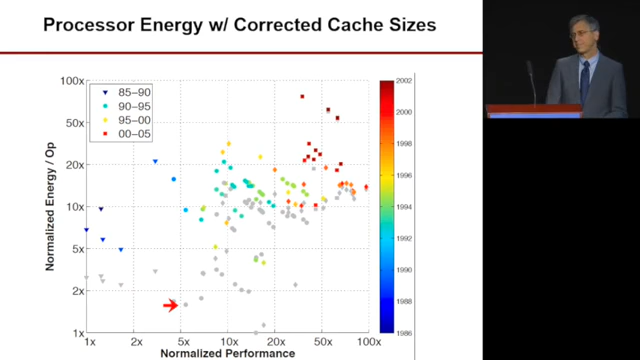 Processor Energy w/ Corrected Cache Sizes
100x
50x
20x
10x
5x
2x
1x
Normalized Energy / Op
85–90
90–95
95–00
00–05
1x 2x 5x 10x 20x 50x 100x
Normalized Performance
2002
2000
1998
1996
1994
1992
1990
1988
1986